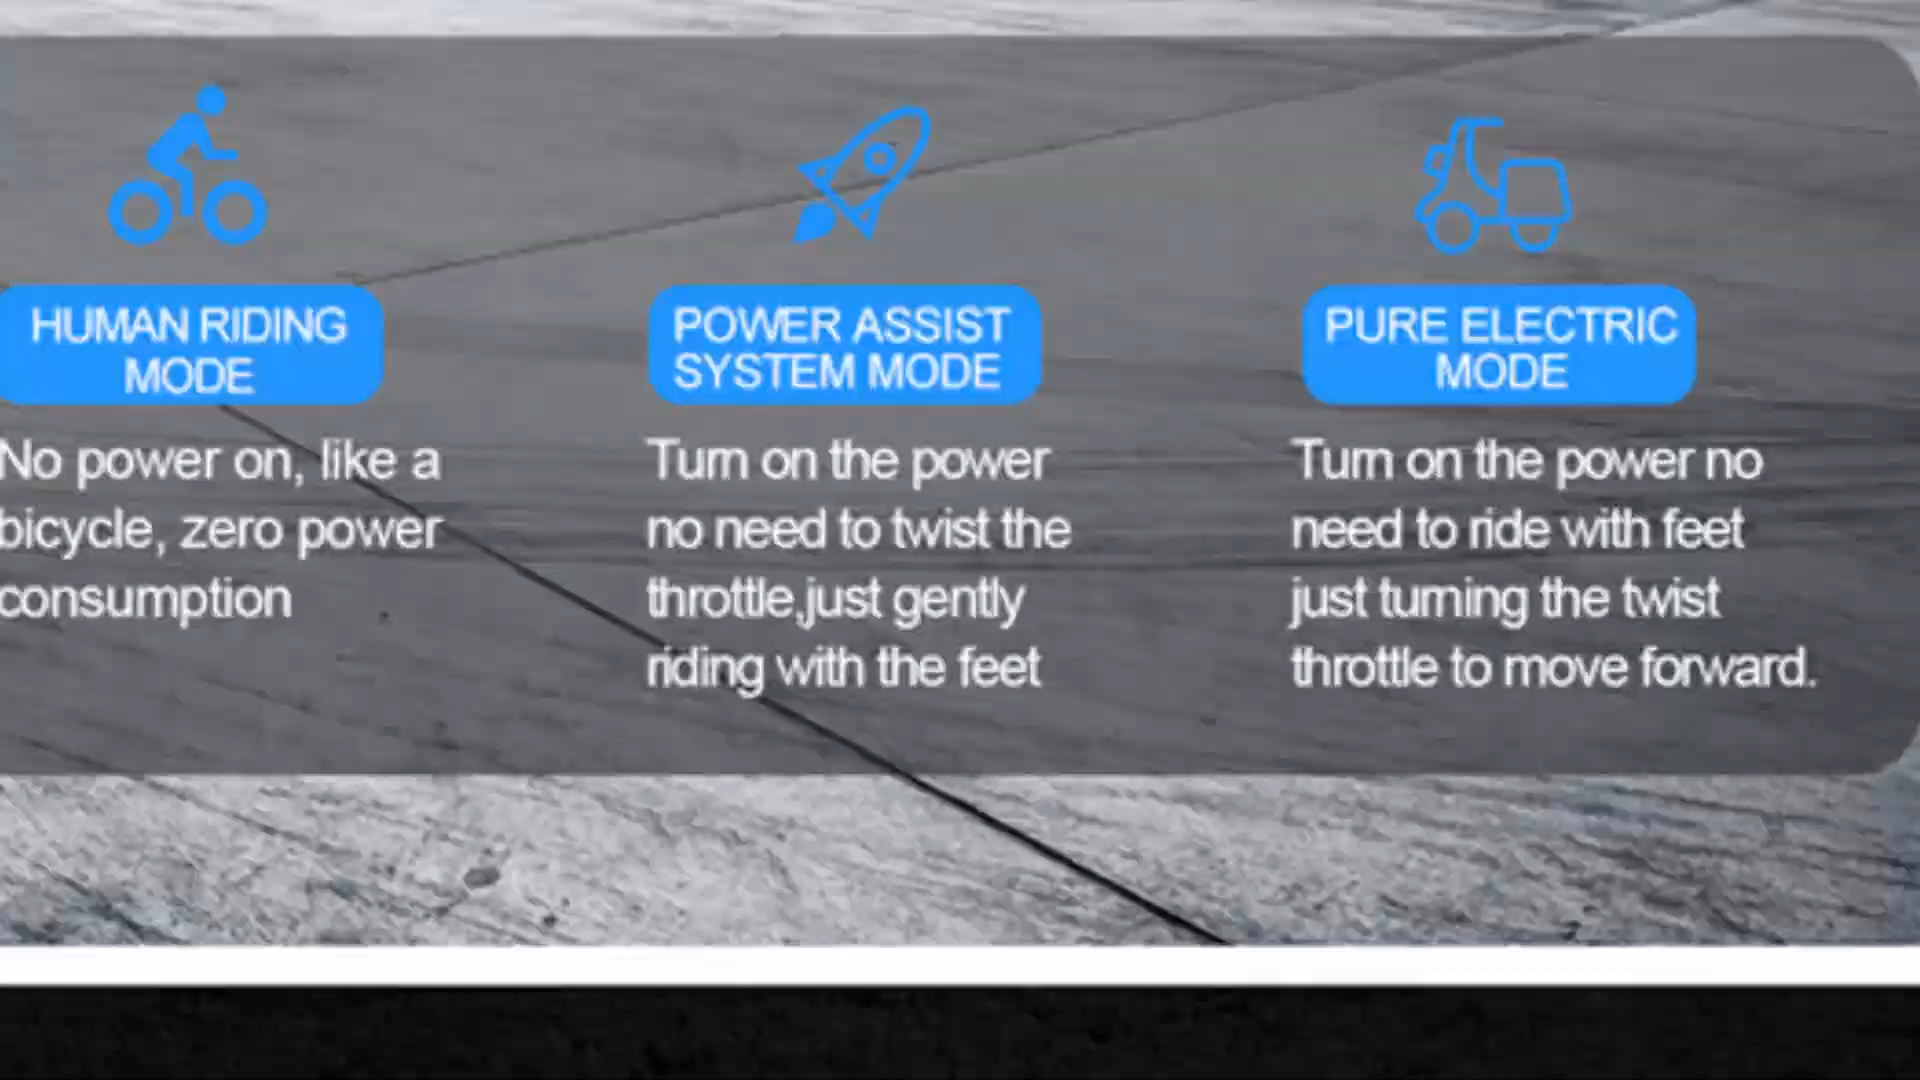 HUMAN RIDING
MODE
No power on, like a
bicycle, zero power
consumption
POWER ASSIST
SYSTEM MODE
Turn on the power
no need to twist the
throttle,just gently
riding with the feet
PURE ELECTRIC
MODE
Turn on the power no
need to ride with feet
just turning the twist
throttle to move forward.